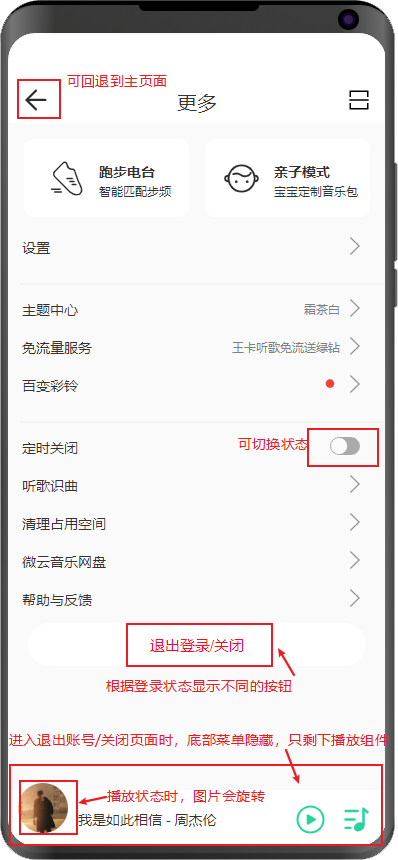 可回退到主页面
更多
跑步电台
智能匹配步频
亲子模式
宝宝定制音乐包
设置
主题中心
霜茶白
免流量服务
王卡听歌免流送绿钻
百变彩铃
定时关闭
可切换状态
听歌识曲
清理占用空间
微云音乐网盘
帮助与反馈
退出登录/关闭
根据登录状态显示不同的按钮
进入退出账号/关闭页面时，底部菜单隐藏，只剩下播放组件
播放状态时，图片会旋转
我是如此相信 - 周杰伦